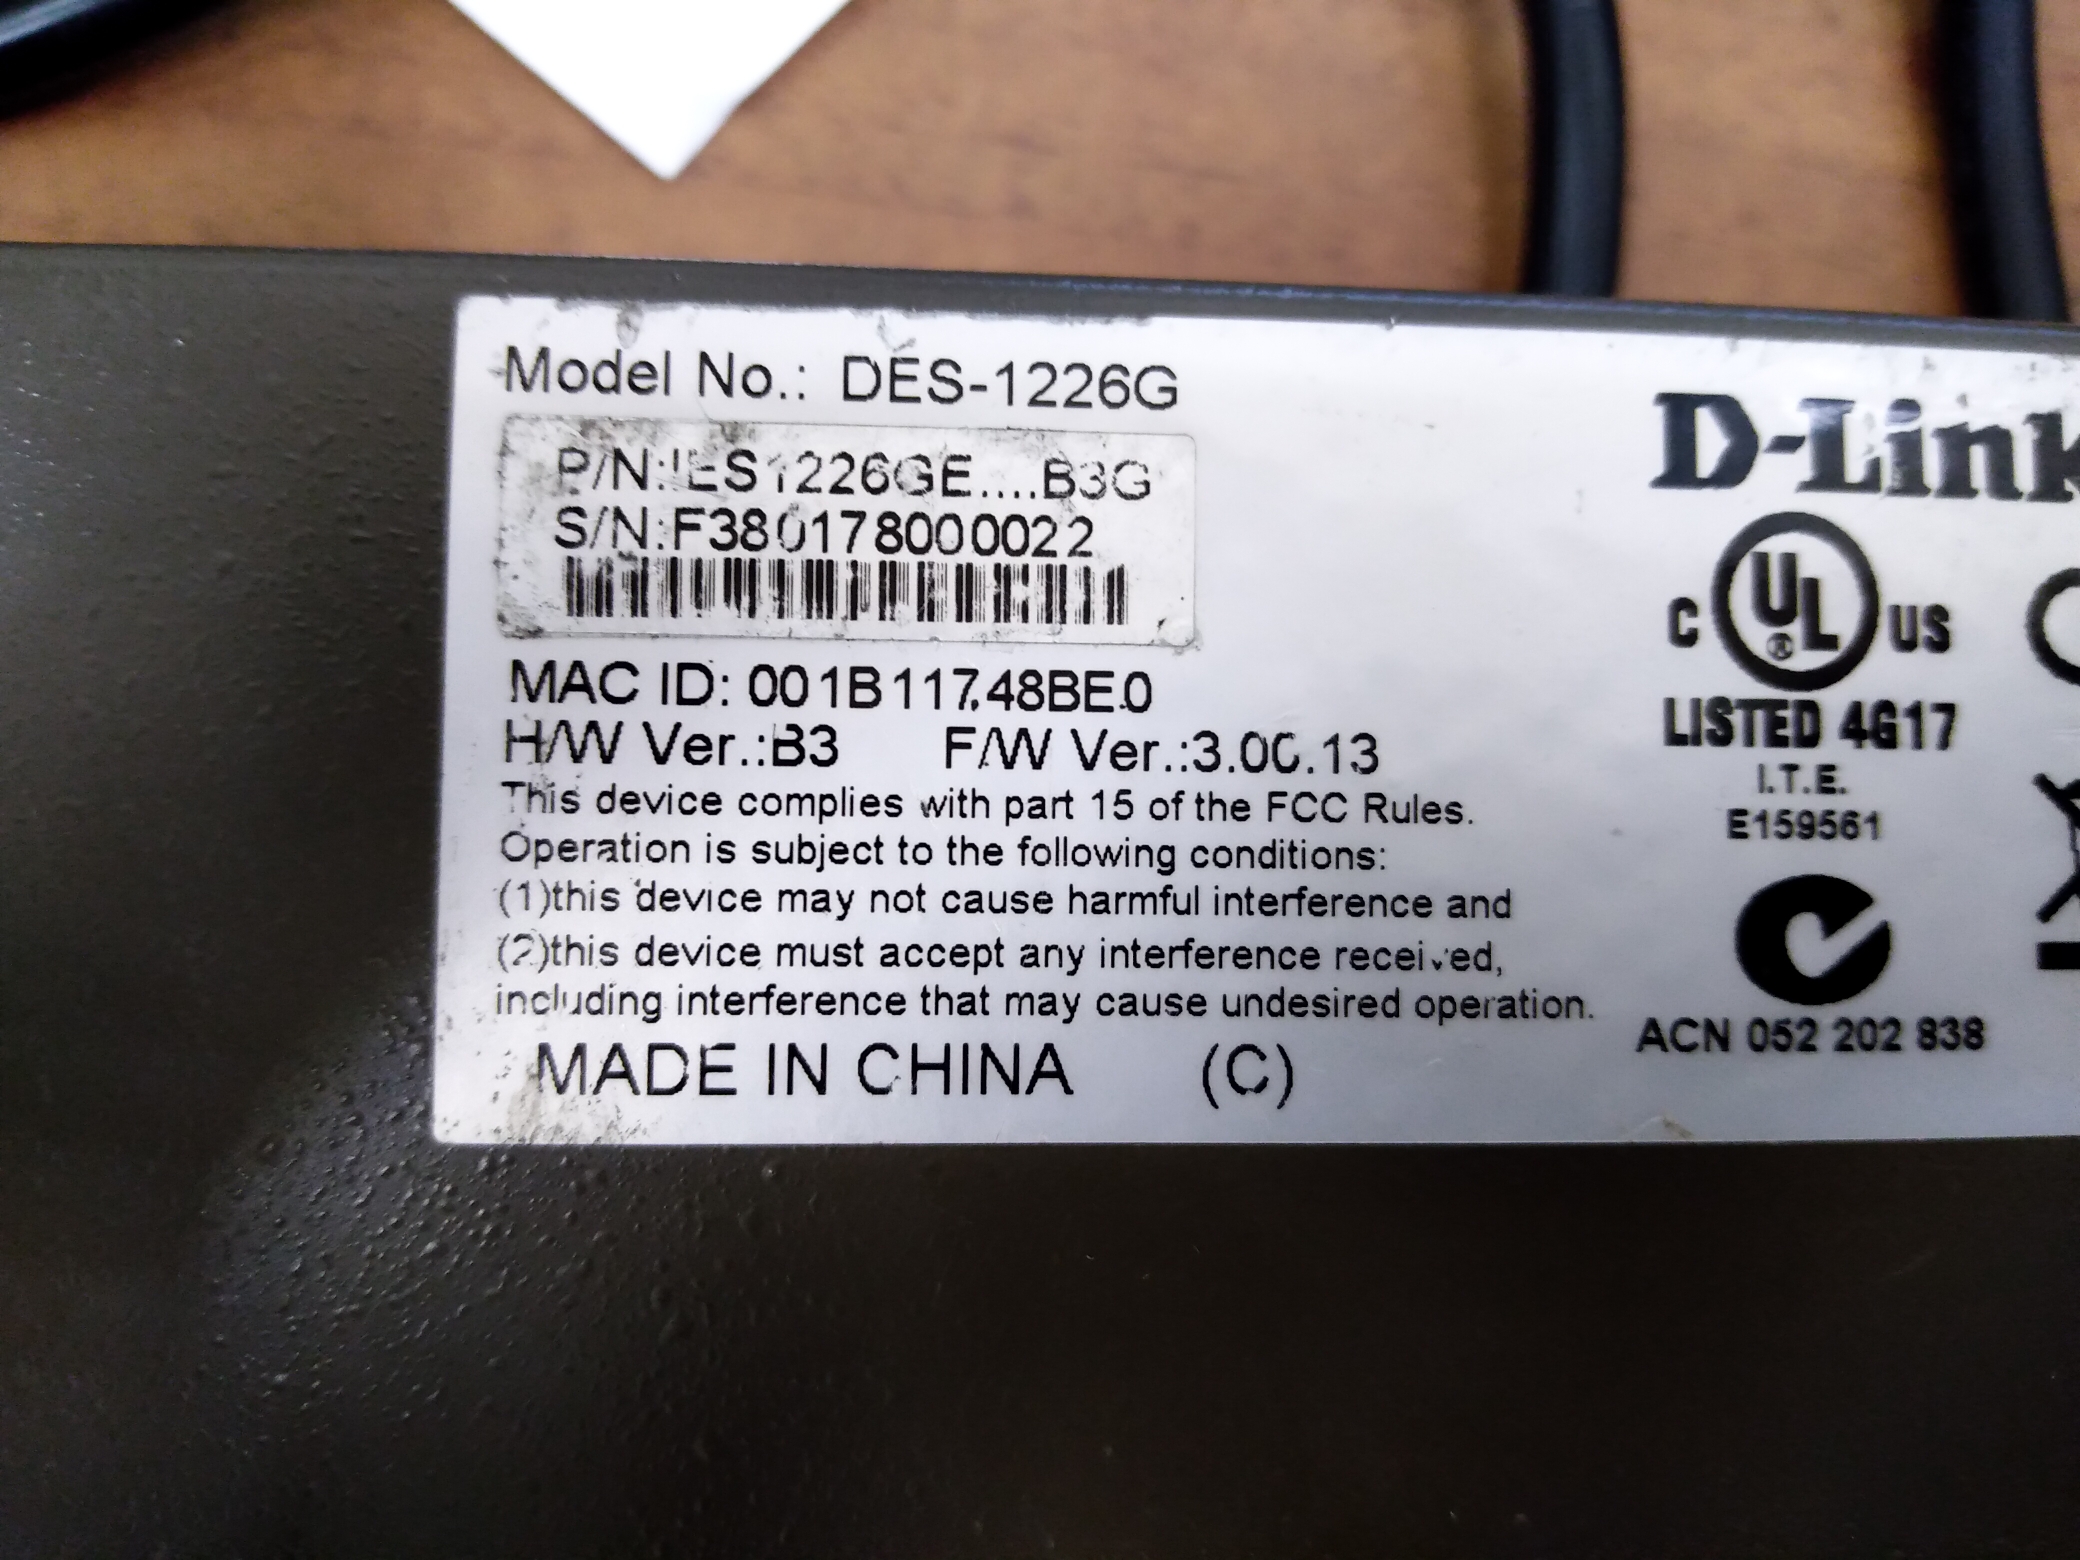 Model No.: DES-1226G
P/N:IES1226GE....B3G
S/N:F380178000022
MAC ID: 001B11748BE0
H/W Ver.:B3 F/W Ver.:3.00.13
This device complies with part 15 of the FCC Rules.
Operation is subject to the following conditions:
(1)this device may not cause harmful interference and
(2)this device must accept any interference received,
including interference that may cause undesired operation.
MADE IN CHINA (C)
D-Link
C UL US
®
LISTED 4G17
I.T.E.
E159561
ACN 052 202 838